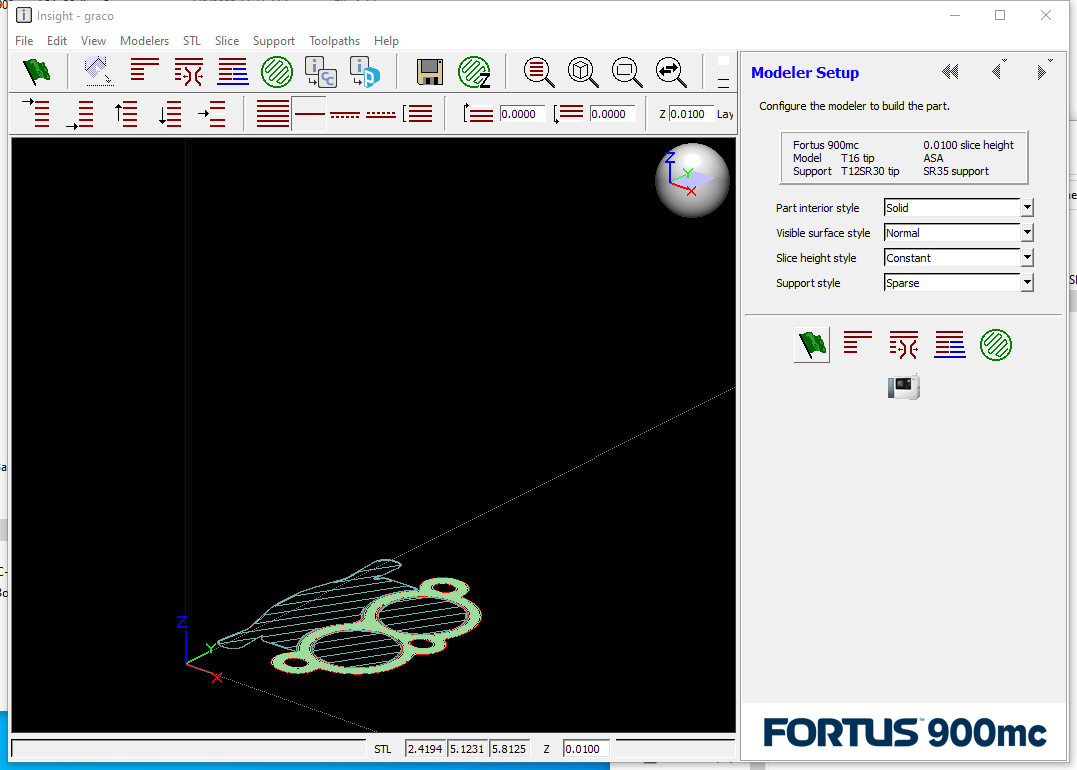 Insight - graco
File Edit View Modelers STL Slice Support Toolpaths Help
0.0000 0.0000 Z 0.0100 Lay
Z Y X
Z Y X
STL 2.4194 5.1231 5.8125 Z 0.0100
Modeler Setup
Configure the modeler to build the part.
Fortus 900mc 0.0100 slice height
Model T16 tip ASA
Support T12SR30 tip SR35 support
Part interior style Solid
Visible surface style Normal
Slice height style Constant
Support style Sparse
FORTUS™ 900mc